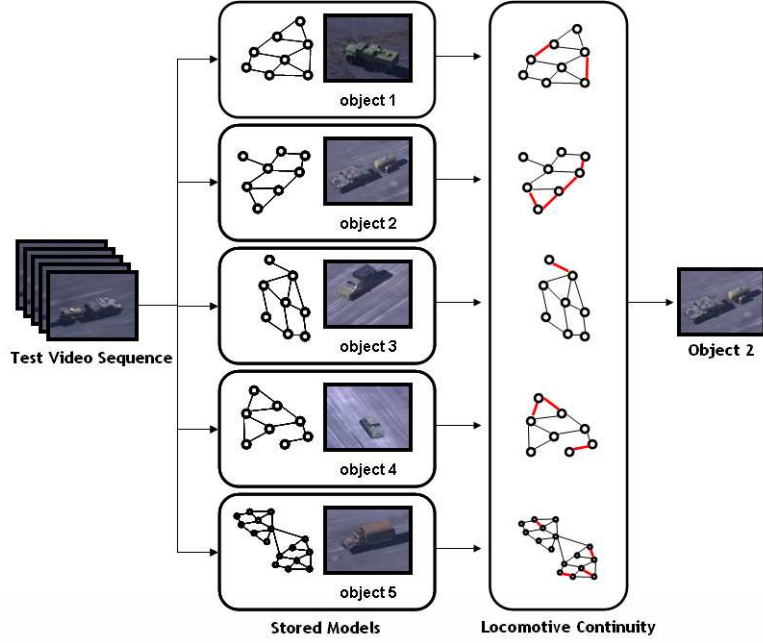 object 1
object 2
object 3
object 4
object 5
Test Video Sequence
Object 2
Stored Models
Locomotive Continuity